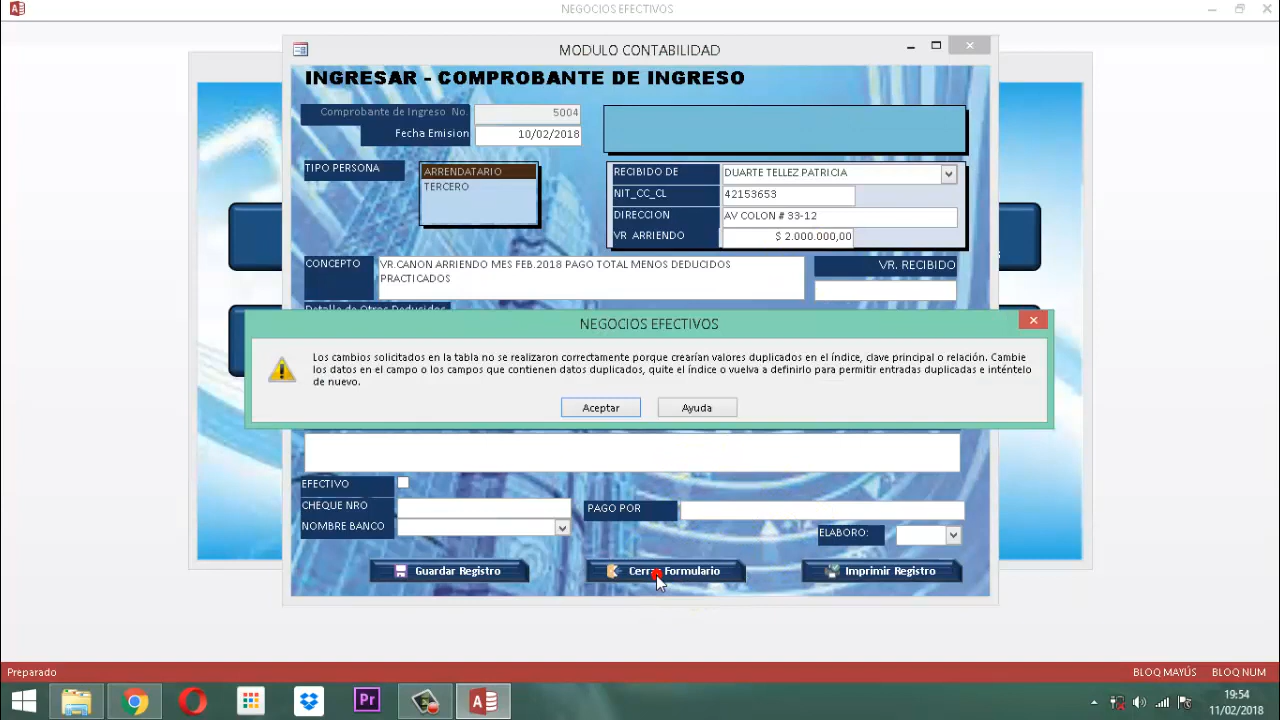 NEGOCIOS EFECTIVOS
MODULO CONTABILIDAD
INGRESAR - COMPROBANTE DE INGRESO
Comprobante de Ingreso No. 5004
Fecha Emision 10/02/2018
TIPO PERSONA
ARRENDATARIO
TERCERO
RECIBIDO DE DUARTE TELLEZ PATRICIA
NIT_CC_CL 42153653
DIRECCION AV COLON # 33-12
VR ARRIENDO $ 2.000.000,00
CONCEPTO
VR.CANON ARRIENDO MES FEB.2018 PAGO TOTAL MENOS DEDUCIDOS
PRACTICADOS
VR. RECIBIDO
Detalle de Otros Deducidos
NEGOCIOS EFECTIVOS
Los cambios solicitados en la tabla no se realizaron correctamente porque crearían valores duplicados en el índice, clave principal o relación. Cambie
los datos en el campo o los campos que contienen datos duplicados, quite el índice o vuelva a definirlo para permitir entradas duplicadas e inténtelo
de nuevo.
Aceptar Ayuda
EFECTIVO
CHEQUE NRO
PAGO POR
NOMBRE BANCO
ELABORO:
Guardar Registro Cerrar Formulario Imprimir Registro
Preparado BLOQ MAYÚS BLOQ NUM
Pr
19:54
11/02/2018